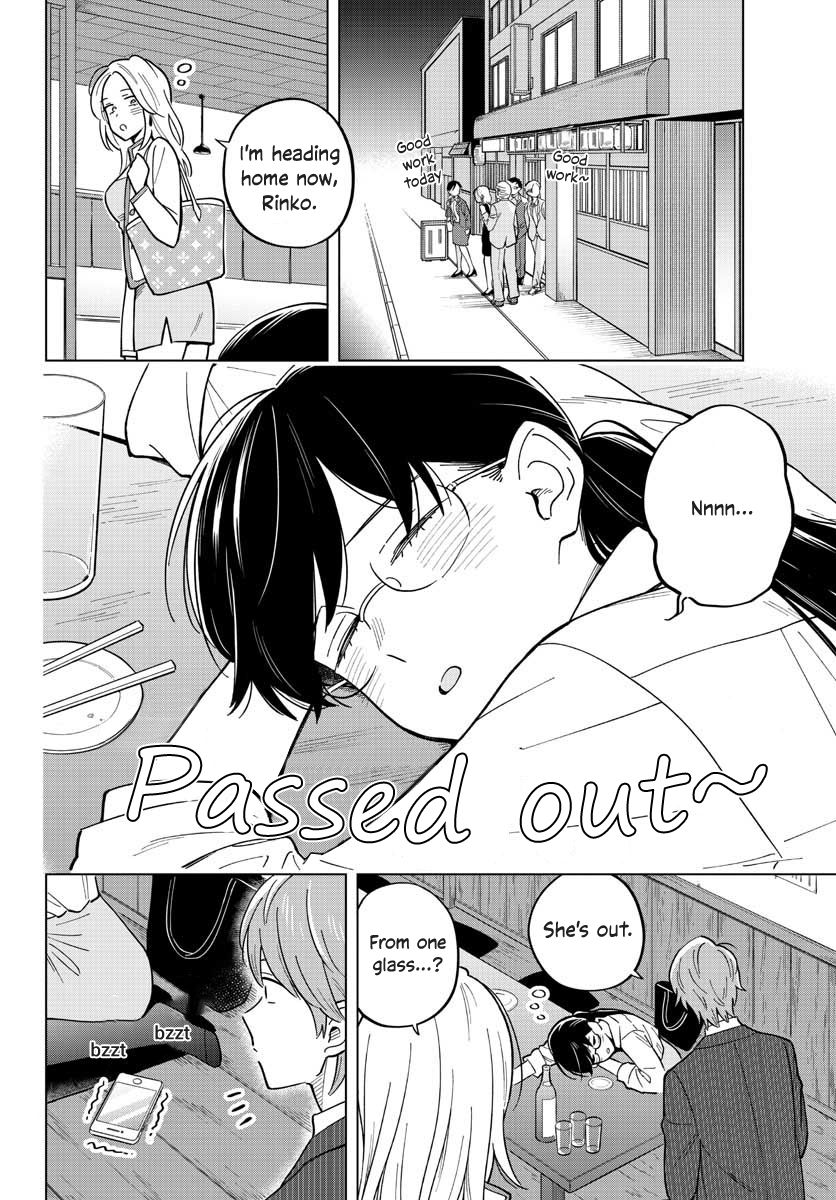 Good
work
today
Good
work~
I'm heading
home now,
Rinko.
Nnnn...
Passed out~
She's out.
From one
glass...?
bzzt
bzzt